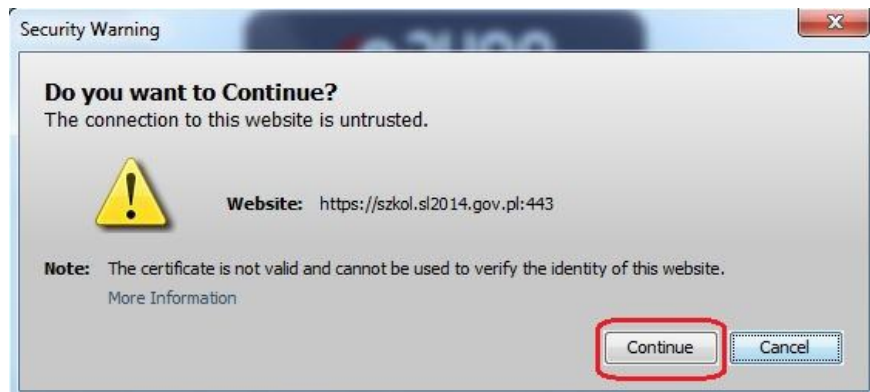 Security Warning
Do you want to Continue?
The connection to this website is untrusted.
Website: https://szkol.sl2014.gov.pl:443
Note: The certificate is not valid and cannot be used to verify the identity of this website.
More Information
Continue Cancel